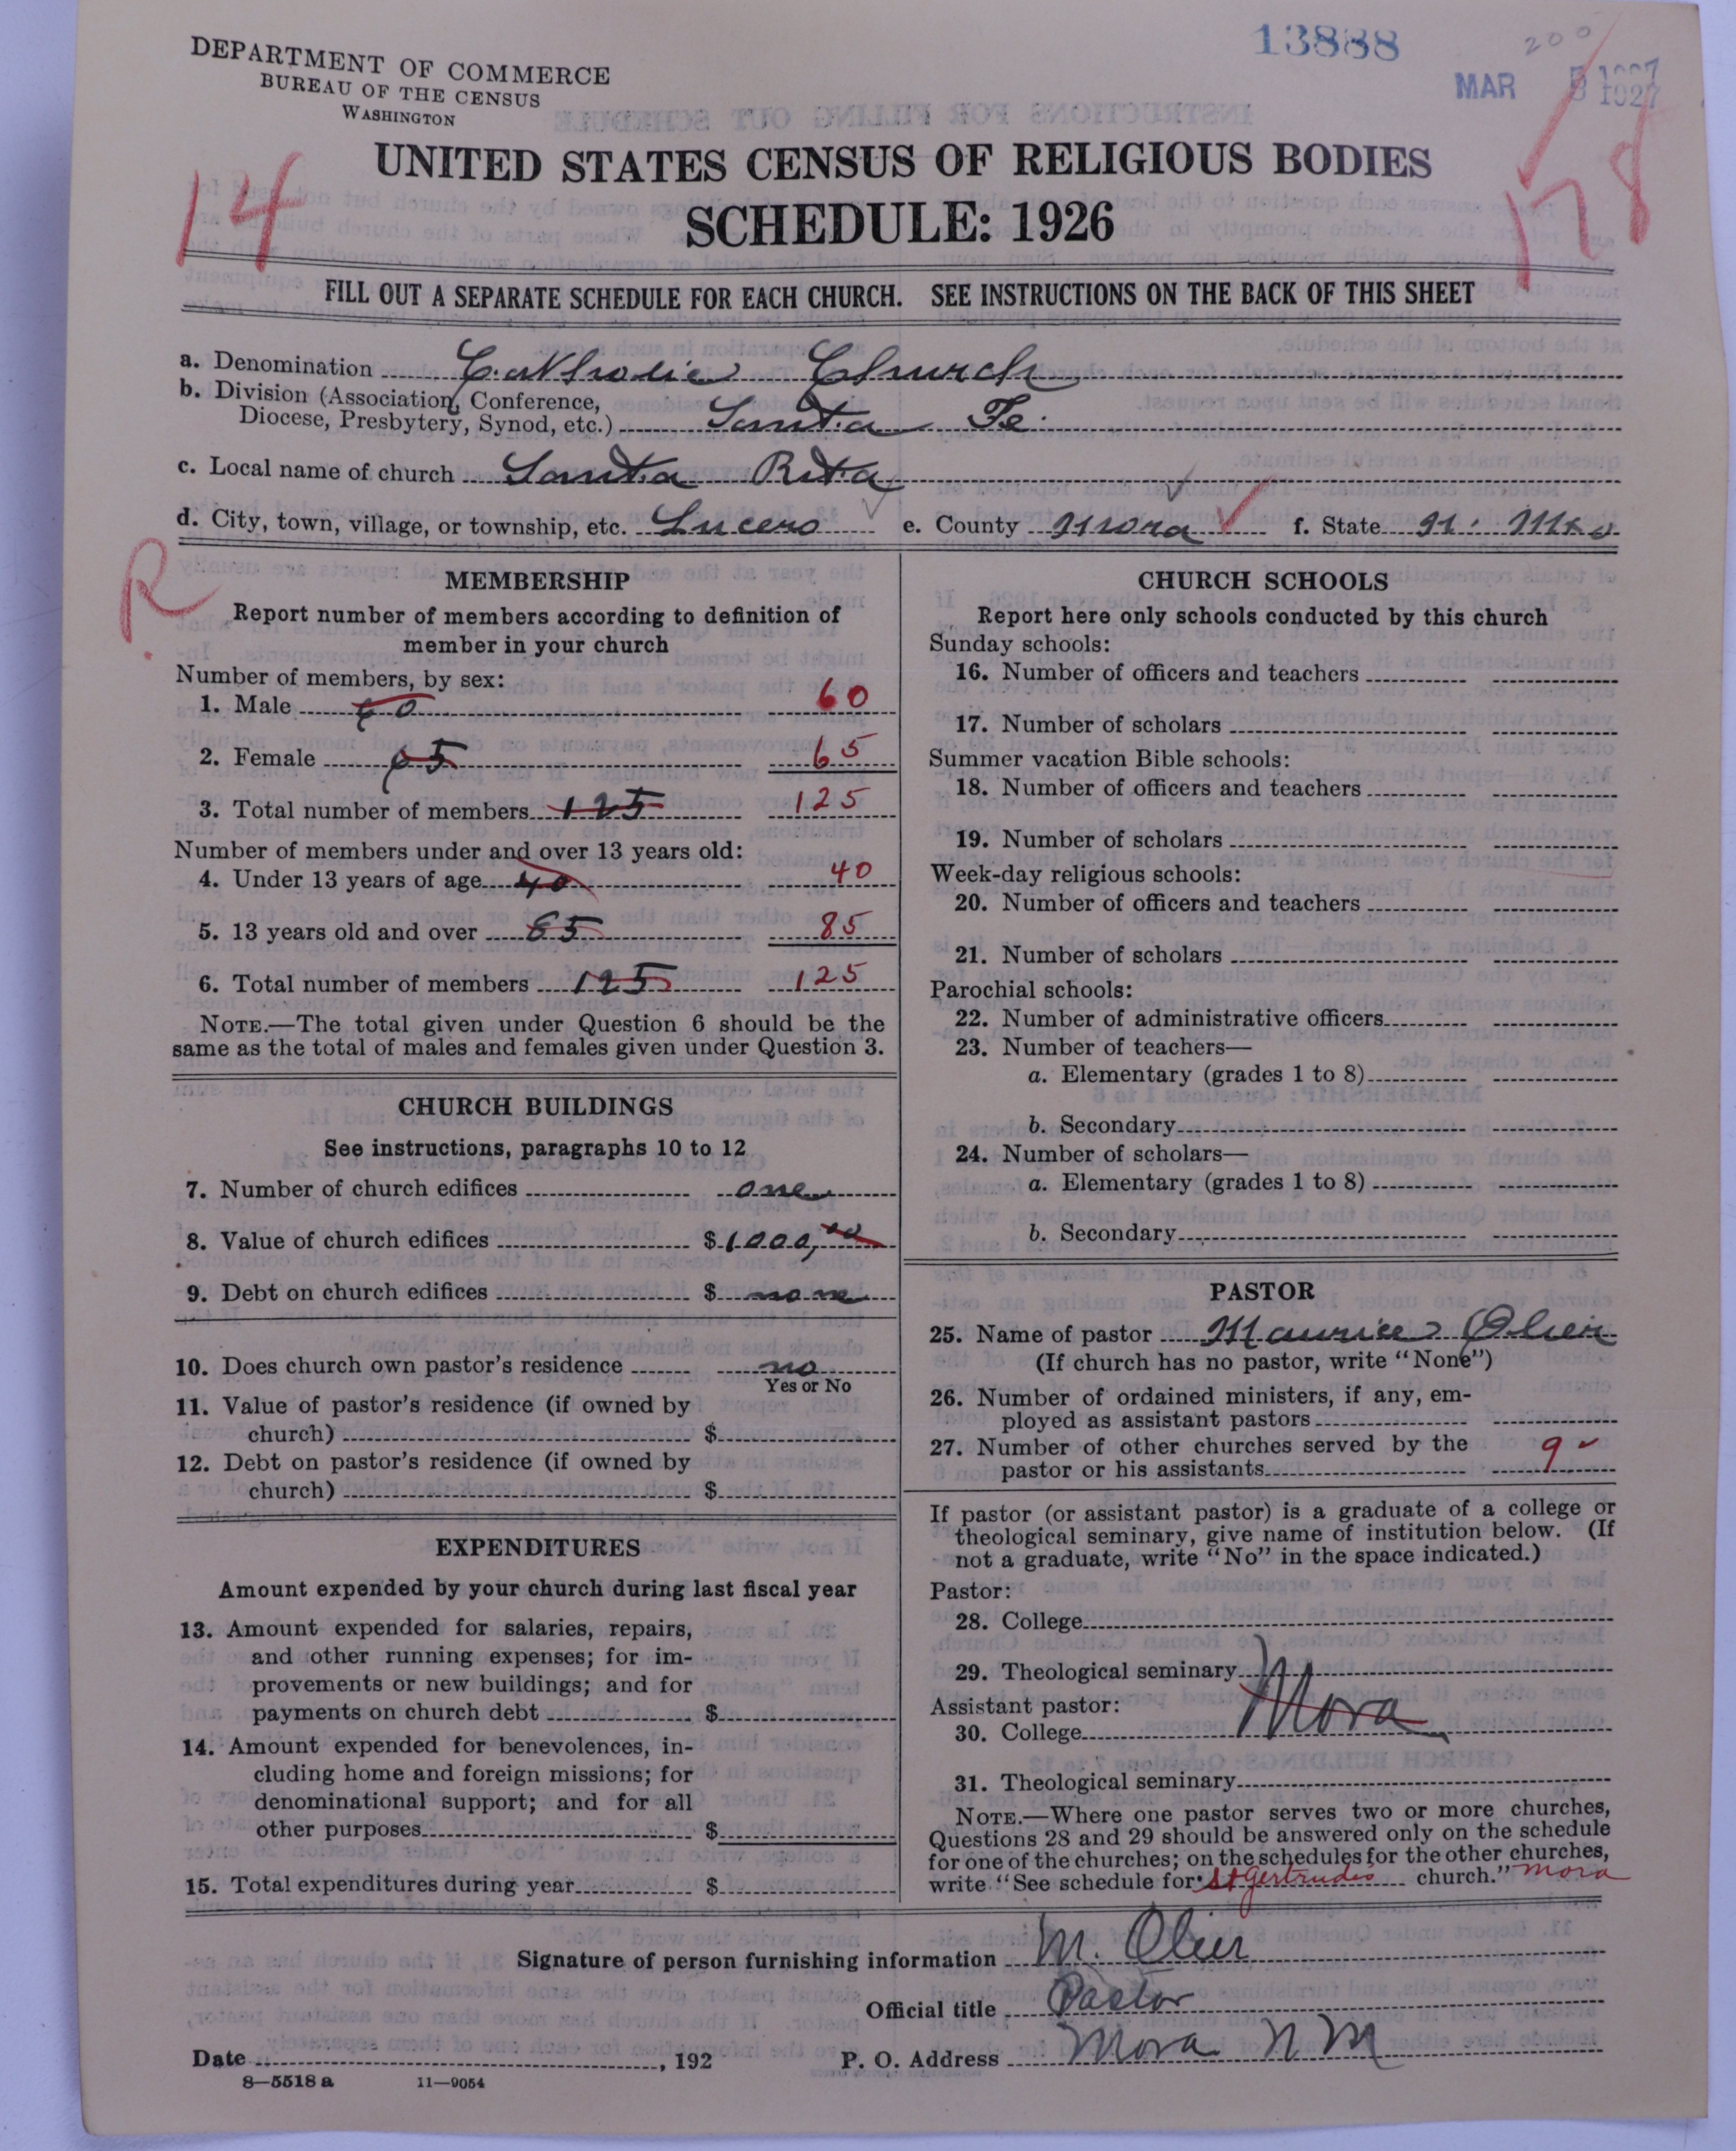 13888
200
MAR 5 1927
DEPARTMENT OF COMMERCE
BUREAU OF THE CENSUS
WASHINGTON
UNITED STATES CENSUS OF RELIGIOUS BODIES
SCHEDULE: 1926
14
158
FILL OUT A SEPARATE SCHEDULE FOR EACH CHURCH. SEE INSTRUCTIONS ON THE BACK OF THIS SHEET
a. Denomination Catholic Church
b. Division (Association, Conference,
Diocese, Presbytery, Synod, etc.) Santa Fe.
c. Local name of church Santa Rita
d. City, town, village, or township, etc. Lucero e. County Mora f. State N. Mex
R
MEMBERSHIP
Report number of members according to definition of
member in your church
Number of members, by sex:
1. Male 60 60
2. Female 65 65
3. Total number of members 125 125
Number of members under and over 13 years old:
4. Under 13 years of age 40 40
5. 13 years old and over 85 85
6. Total number of members 125 125
NOTE.—The total given under Question 6 should be the
same as the total of males and females given under Question 3.
CHURCH BUILDINGS
See instructions, paragraphs 10 to 12
7. Number of church edifices one
8. Value of church edifices $1000,00
9. Debt on church edifices $ none
10. Does church own pastor's residence no
Yes or No
11. Value of pastor's residence (if owned by
church) $
12. Debt on pastor's residence (if owned by
church) $
EXPENDITURES
Amount expended by your church during last fiscal year
13. Amount expended for salaries, repairs,
and other running expenses; for im-
provements or new buildings; and for
payments on church debt $
14. Amount expended for benevolences, in-
cluding home and foreign missions; for
denominational support; and for all
other purposes $
15. Total expenditures during year $
CHURCH SCHOOLS
Report here only schools conducted by this church
Sunday schools:
16. Number of officers and teachers
17. Number of scholars
Summer vacation Bible schools:
18. Number of officers and teachers
19. Number of scholars
Week-day religious schools:
20. Number of officers and teachers
21. Number of scholars
Parochial schools:
22. Number of administrative officers
23. Number of teachers—
a. Elementary (grades 1 to 8)
b. Secondary
24. Number of scholars—
a. Elementary (grades 1 to 8)
b. Secondary
PASTOR
25. Name of pastor Maurice Olier
(If church has no pastor, write "None")
26. Number of ordained ministers, if any, em-
ployed as assistant pastors
27. Number of other churches served by the
pastor or his assistants 9
If pastor (or assistant pastor) is a graduate of a college or
theological seminary, give name of institution below. (If
not a graduate, write "No" in the space indicated.)
Pastor:
28. College
29. Theological seminary
Mora
Assistant pastor:
30. College
31. Theological seminary
NOTE.—Where one pastor serves two or more churches,
Questions 28 and 29 should be answered only on the schedule
for one of the churches; on the schedules for the other churches,
write "See schedule for St Gertrudis church." Mora
Signature of person furnishing information M. Olier
Official title Pastor
Date , 192 P. O. Address Mora N M
8—5518 a 11—9054